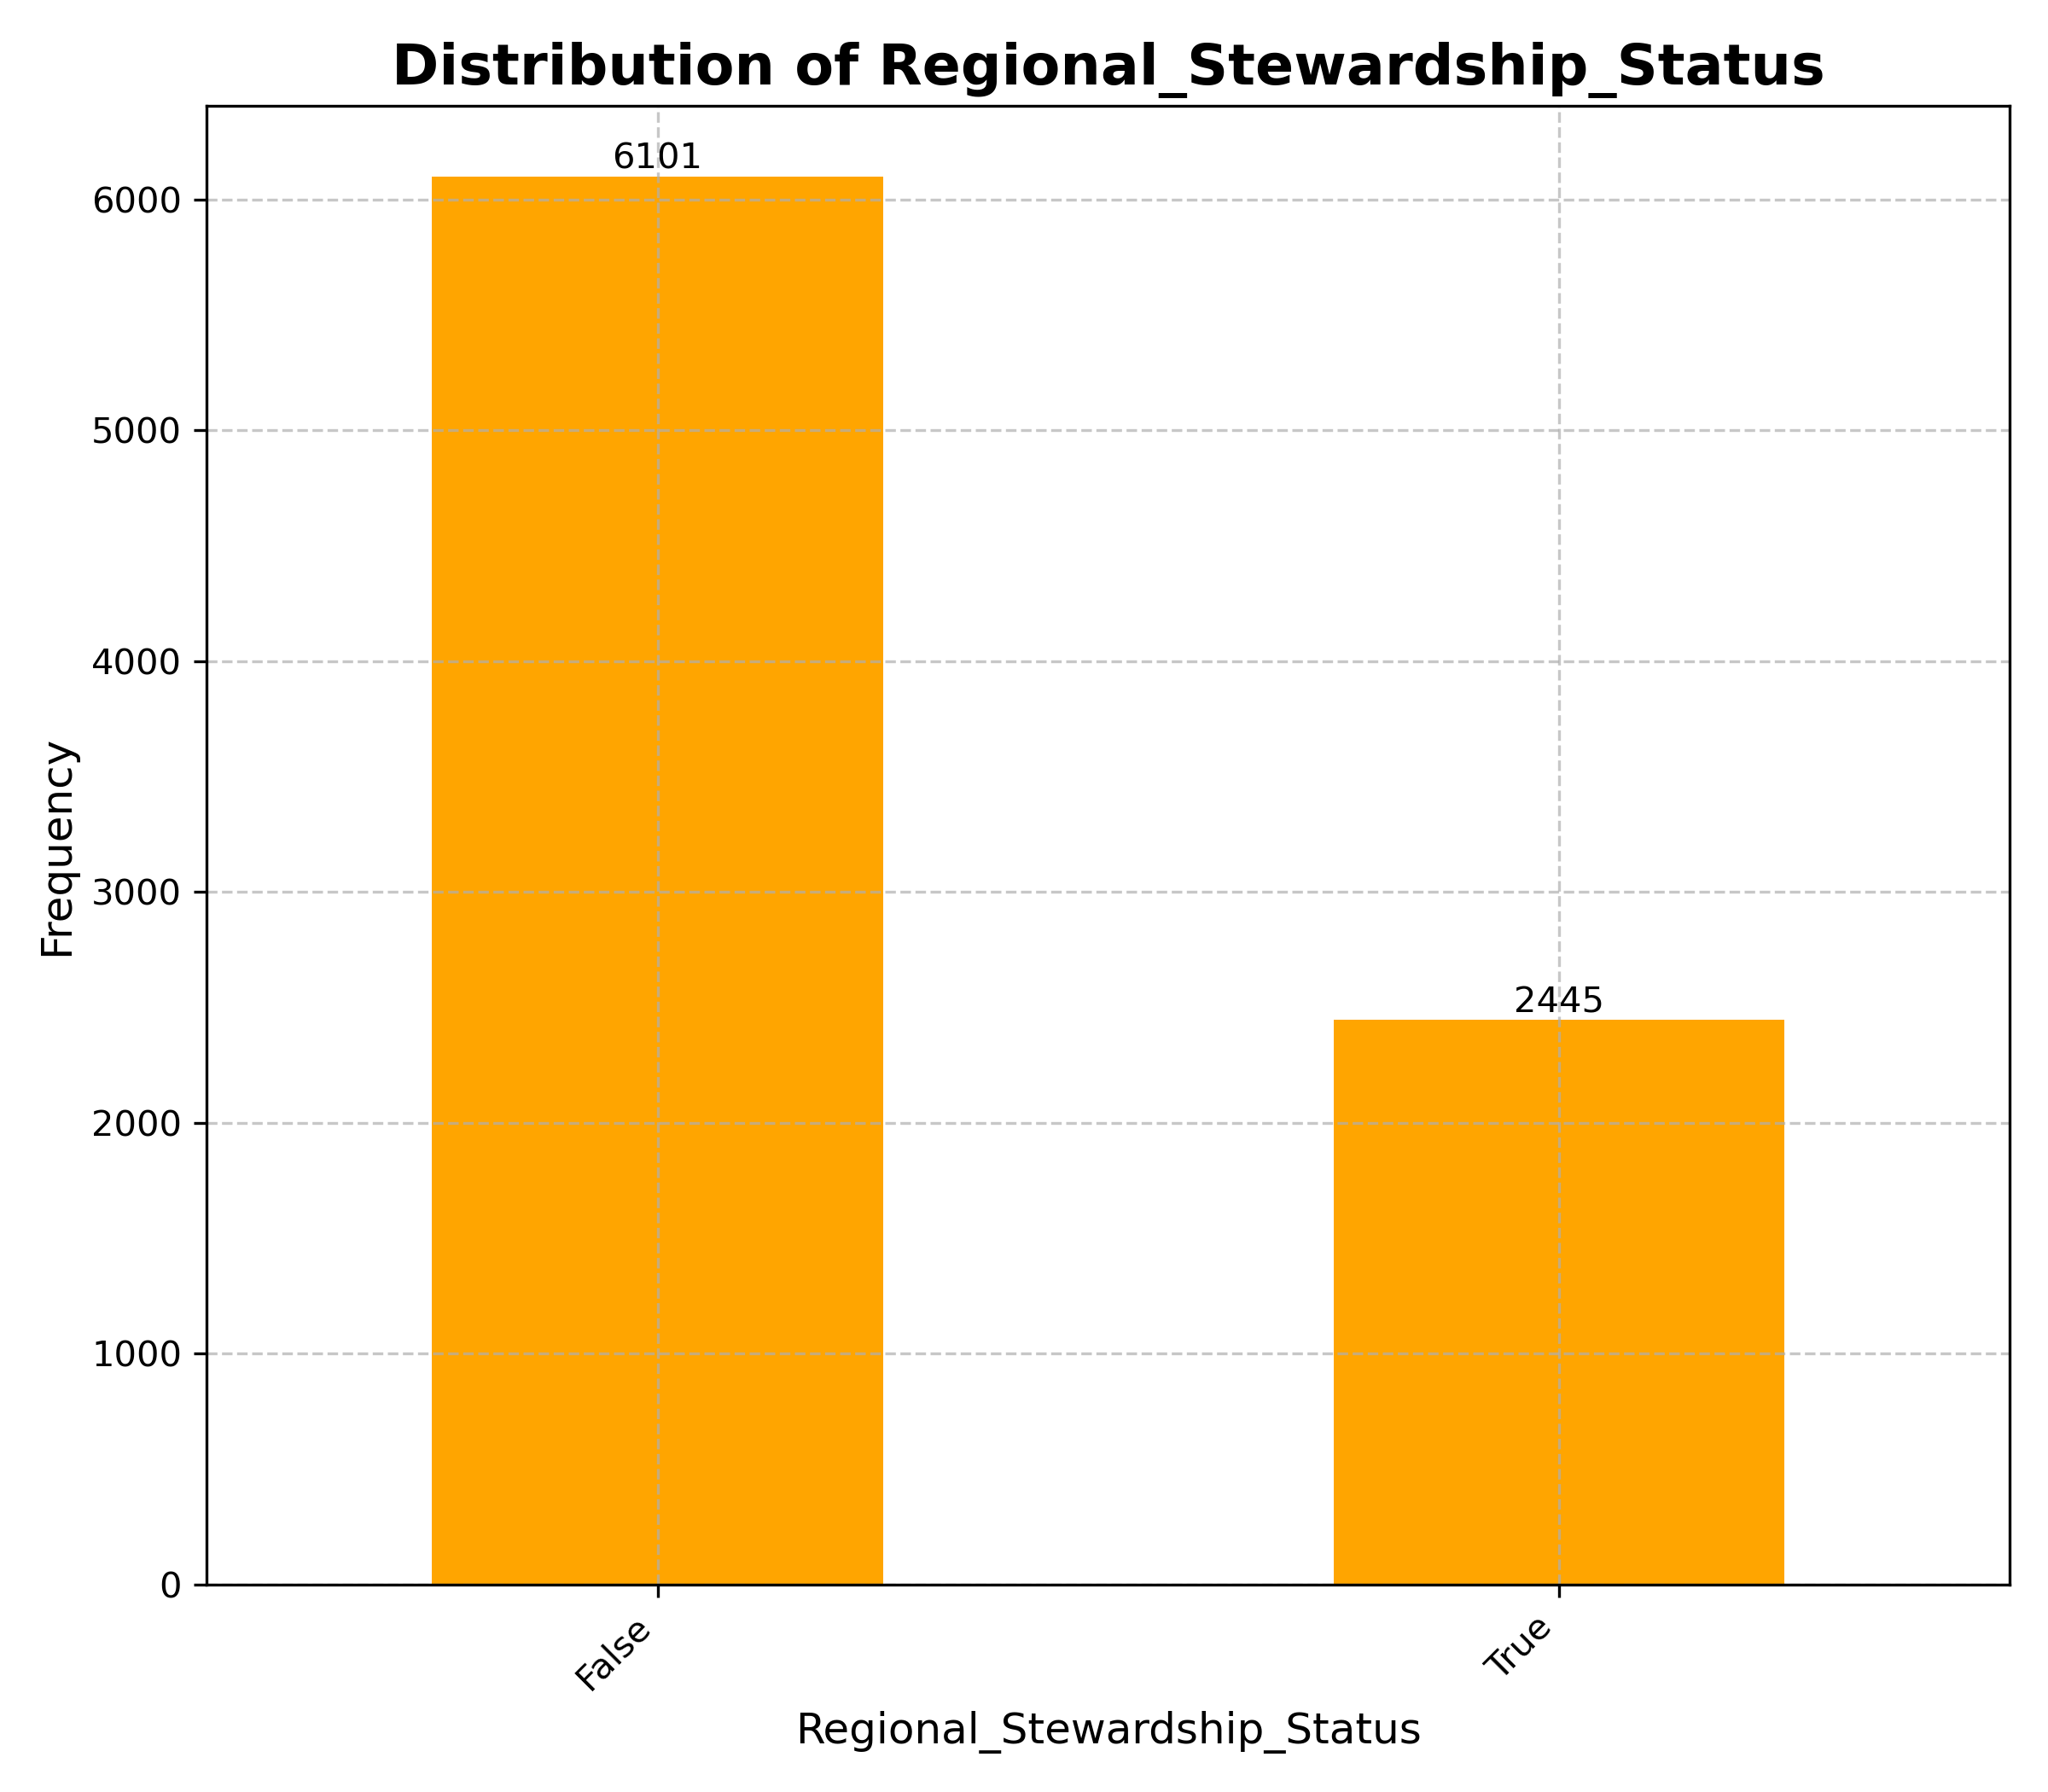 Distribution of Regional_Stewardship_Status
6101
6000
5000
4000
Frequency
3000
2445
2000
1000
0
False
True
Regional_Stewardship_Status